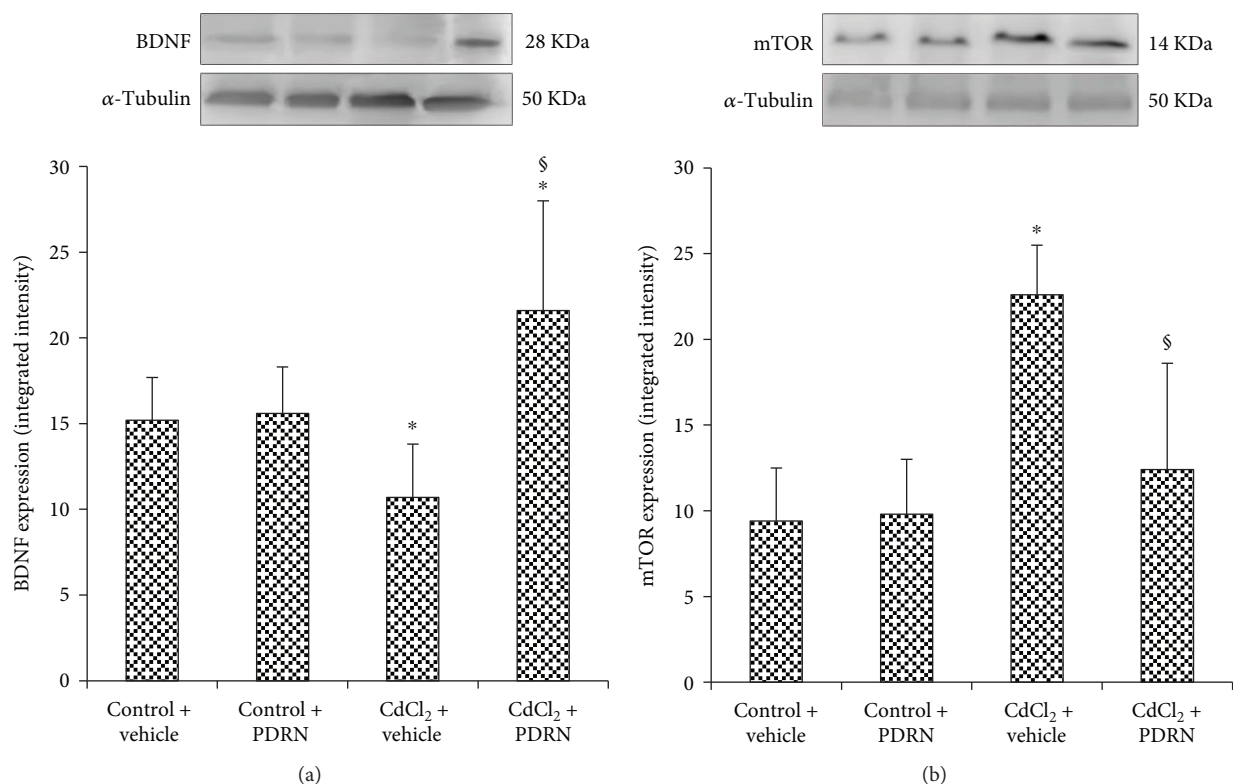 BDNF
28 KDa
α-Tubulin
50 KDa
30
25
20
15
10
5
0
BDNF expression (integrated intensity)
*
§
*
Control +
vehicle
Control +
PDRN
CdCl₂ +
vehicle
CdCl₂ +
PDRN
(a)
mTOR
14 KDa
α-Tubulin
50 KDa
30
25
20
15
10
5
0
mTOR expression (integrated intensity)
*
§
Control +
vehicle
Control +
PDRN
CdCl₂ +
vehicle
CdCl₂ +
PDRN
(b)